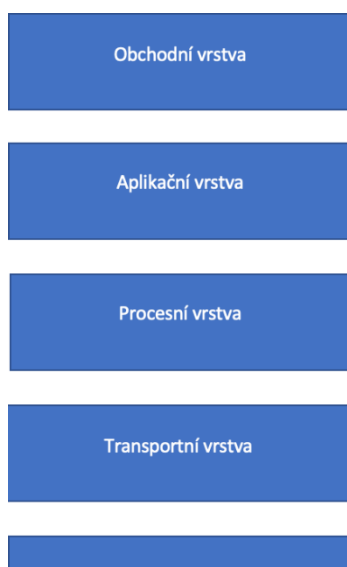 Obchodní vrstva
Aplikační vrstva
Procesní vrstva
Transportní vrstva